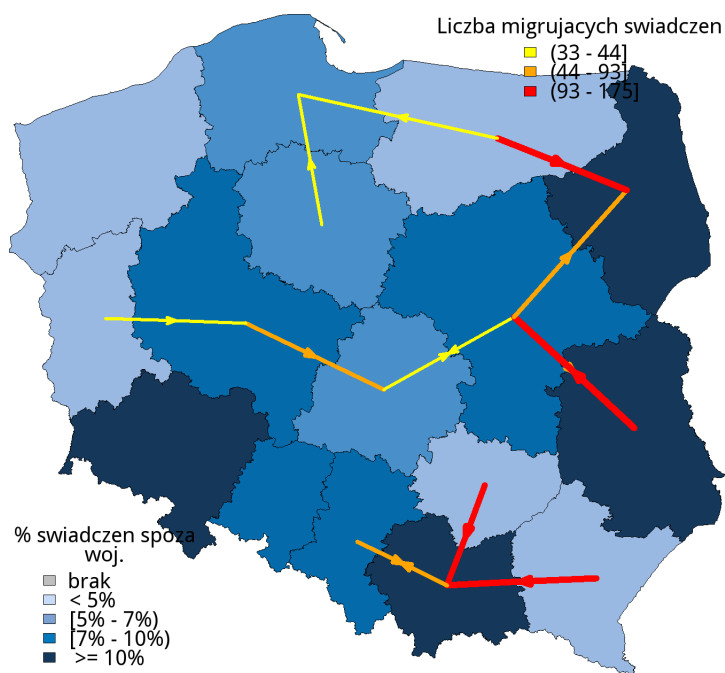 Liczba migrujacych swiadczen
(33 - 44]
(44 - 93]
(93 - 175]
% swiadczen spoza
woj.
brak
< 5%
[5% - 7%)
[7% - 10%)
>= 10%